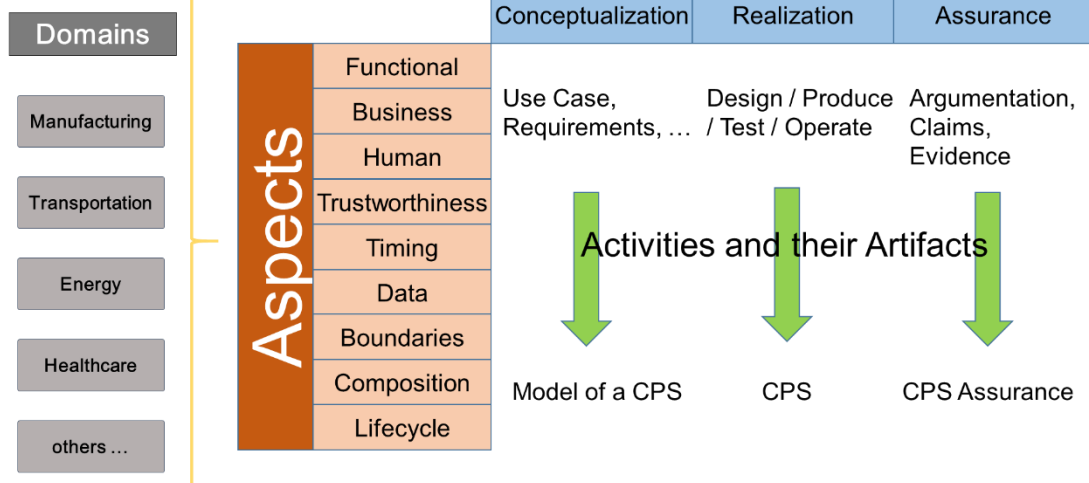 Domains
Manufacturing
Transportation
Energy
Healthcare
others …
Aspects
Functional
Business
Human
Trustworthiness
Timing
Data
Boundaries
Composition
Lifecycle
Conceptualization
Realization
Assurance
Use Case,
Requirements, …
Design / Produce
/ Test / Operate
Argumentation,
Claims,
Evidence
Activities and their Artifacts
Model of a CPS
CPS
CPS Assurance